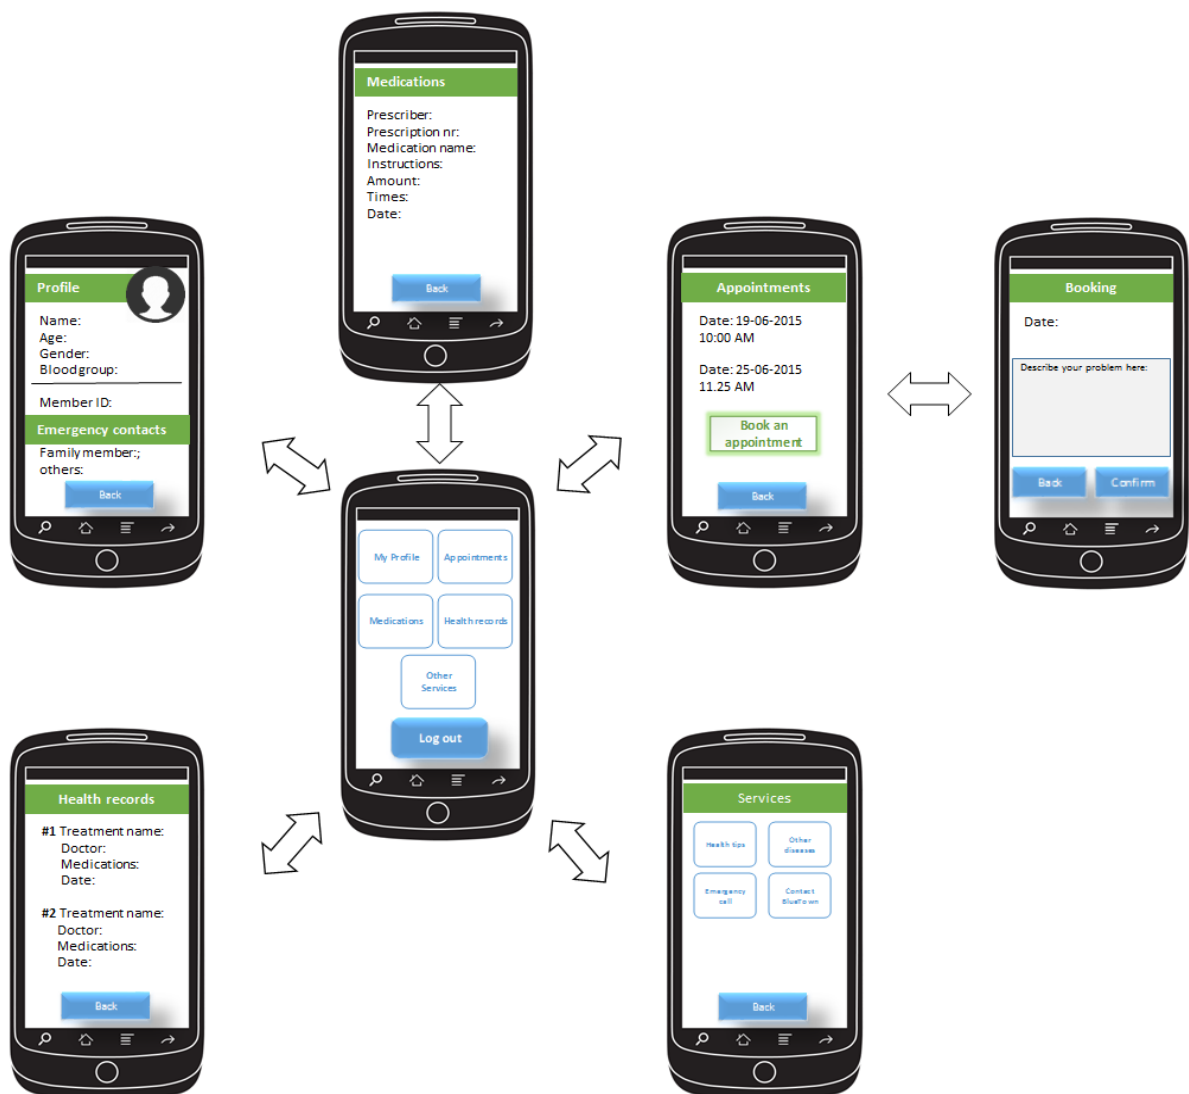 Medications
Prescriber:
Prescription nr:
Medication name:
Instructions:
Amount:
Times:
Date:
Back
Profile
Name:
Age:
Gender:
Bloodgroup:
Member ID:
Emergency contacts
Family member:;
others:
Back
Appointments
Date: 19-06-2015
10:00 AM
Date: 25-06-2015
11.25 AM
Book an
appointment
Back
Booking
Date:
Describe your problem here:
Back
Confirm
My Profile
Appointments
Medications
Health records
Other
Services
Log out
Health records
#1 Treatment name:
Doctor:
Medications:
Date:
#2 Treatment name:
Doctor:
Medications:
Date:
Back
Services
Health tips
Other
diseases
Emergency
call
Contact
BlueTown
Back